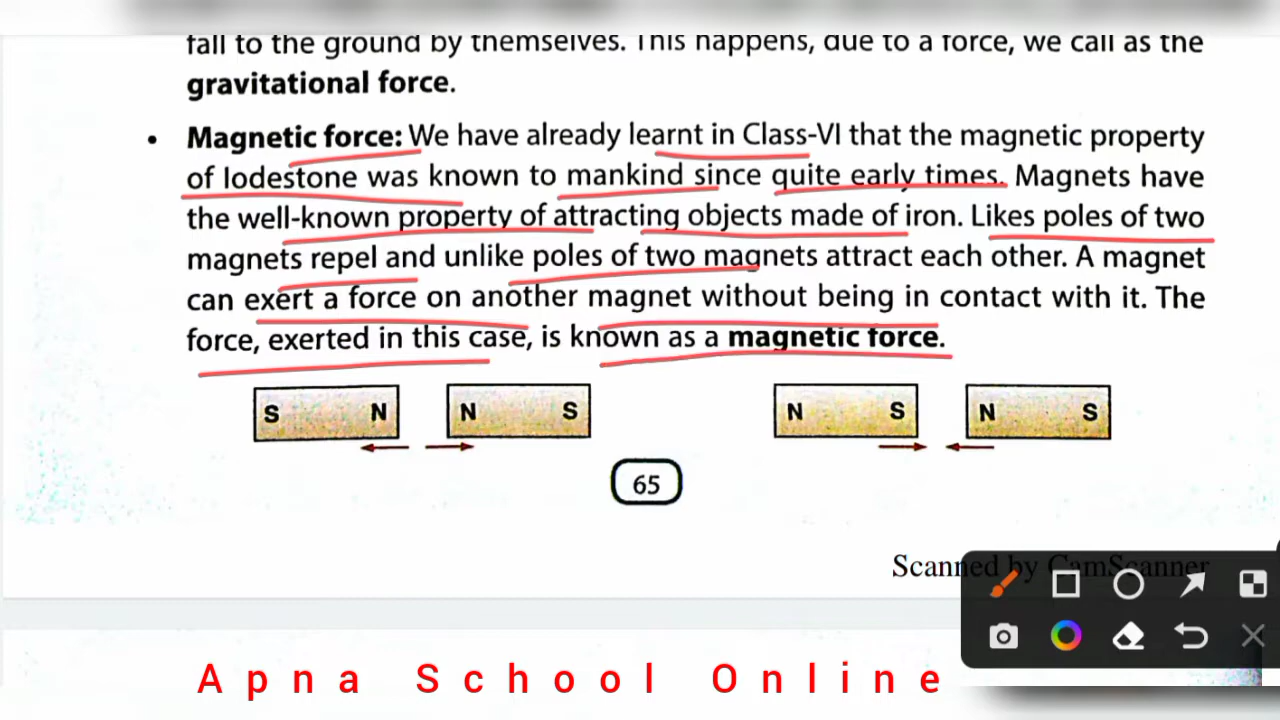 fall to the ground by themselves. This happens, due to a force, we call as the
gravitational force.
• Magnetic force: We have already learnt in Class-VI that the magnetic property
of lodestone was known to mankind since quite early times. Magnets have
the well-known property of attracting objects made of iron. Likes poles of two
magnets repel and unlike poles of two magnets attract each other. A magnet
can exert a force on another magnet without being in contact with it. The
force, exerted in this case, is known as a magnetic force.
S N N S N S N S
65
Scanned by CamScanner
Apna School Online